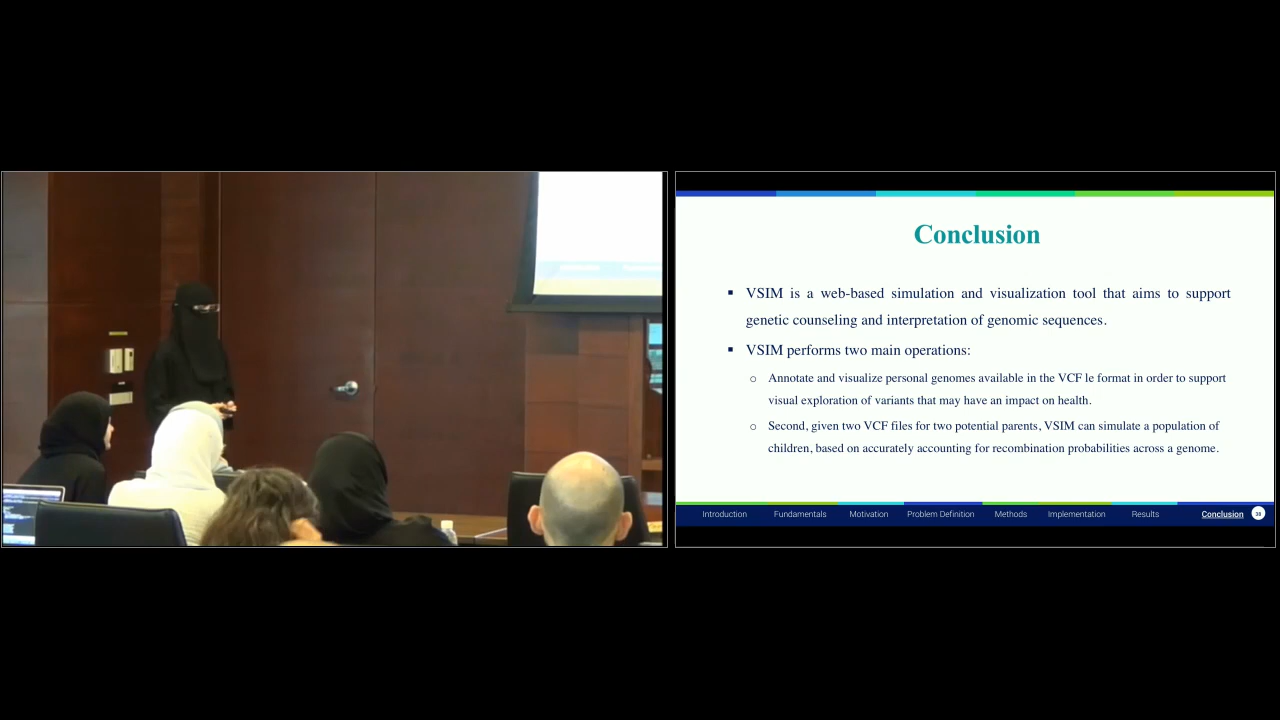 Conclusion
▪ VSIM is a web-based simulation and visualization tool that aims to support
genetic counseling and interpretation of genomic sequences.
▪ VSIM performs two main operations:
○ Annotate and visualize personal genomes available in the VCF le format in order to support
visual exploration of variants that may have an impact on health.
○ Second, given two VCF files for two potential parents, VSIM can simulate a population of
children, based on accurately accounting for recombination probabilities across a genome.
Introduction Fundamentals Motivation Problem Definition Methods Implementation Results Conclusion 38